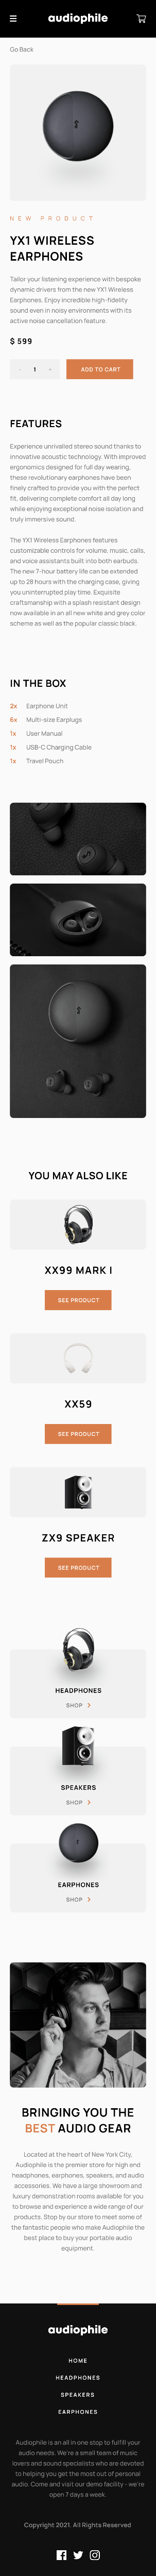 audiophile
Go Back
NEW PRODUCT
YX1 WIRELESS
EARPHONES
Tailor your listening experience with bespoke
dynamic drivers from the new YX1 Wireless
Earphones. Enjoy incredible high-fidelity
sound even in noisy environments with its
active noise cancellation feature.
$ 599
- 1 + ADD TO CART
FEATURES
Experience unrivalled stereo sound thanks to
innovative acoustic technology. With improved
ergonomics designed for full day wearing,
these revolutionary earphones have been
finely crafted to provide you with the perfect
fit, delivering complete comfort all day long
while enjoying exceptional noise isolation and
truly immersive sound.
The YX1 Wireless Earphones features
customizable controls for volume, music, calls,
and voice assistants built into both earbuds.
The new 7-hour battery life can be extended
up to 28 hours with the charging case, giving
you uninterrupted play time. Exquisite
craftsmanship with a splash resistant design
now available in an all new white and grey color
scheme as well as the popular classic black.
IN THE BOX
2x Earphone Unit
6x Multi-size Earplugs
1x User Manual
1x USB-C Charging Cable
1x Travel Pouch
YOU MAY ALSO LIKE
XX99 MARK I
SEE PRODUCT
XX59
SEE PRODUCT
ZX9 SPEAKER
SEE PRODUCT
HEADPHONES
SHOP >
SPEAKERS
SHOP >
EARPHONES
SHOP >
BRINGING YOU THE
BEST AUDIO GEAR
Located at the heart of New York City,
Audiophile is the premier store for high end
headphones, earphones, speakers, and audio
accessories. We have a large showroom and
luxury demonstration rooms available for you
to browse and experience a wide range of our
products. Stop by our store to meet some of
the fantastic people who make Audiophile the
best place to buy your portable audio
equipment.
audiophile
HOME
HEADPHONES
SPEAKERS
EARPHONES
Audiophile is an all in one stop to fulfill your
audio needs. We're a small team of music
lovers and sound specialists who are devoted
to helping you get the most out of personal
audio. Come and visit our demo facility - we're
open 7 days a week.
Copyright 2021. All Rights Reserved